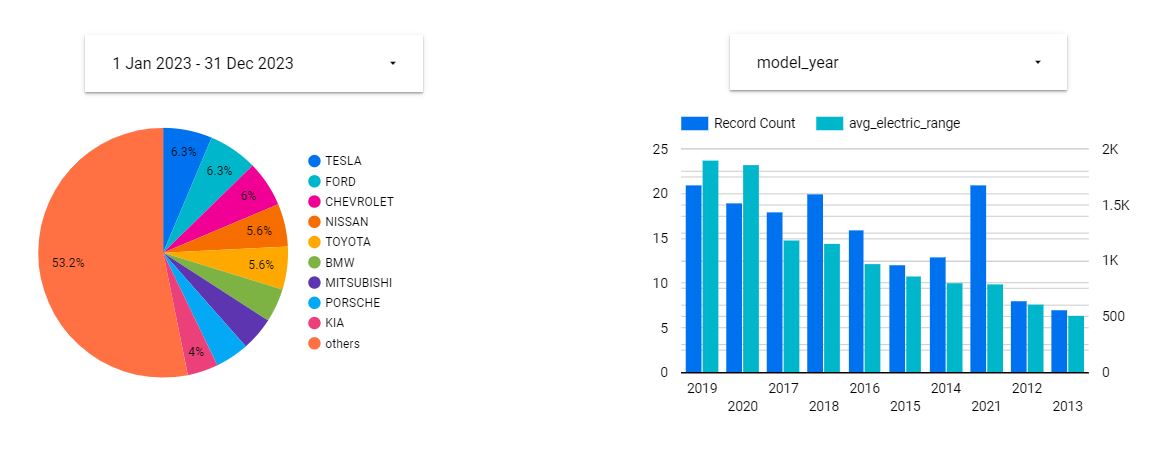 1 Jan 2023 - 31 Dec 2023
6.3%
6.3%
6%
5.6%
5.6%
53.2%
4%
TESLA
FORD
CHEVROLET
NISSAN
TOYOTA
BMW
MITSUBISHI
PORSCHE
KIA
others
model_year
Record Count avg_electric_range
25 2K
20 1.5K
15 1K
10 500
5
0 0
2019 2017 2016 2014 2012
2020 2018 2015 2021 2013